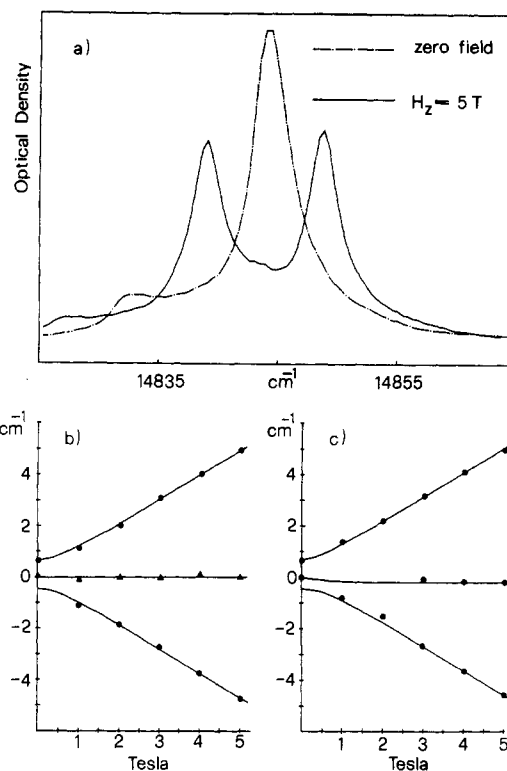 a)
zero field
H_z = 5 T
Optical Density
14835 cm⁻¹ 14855
cm⁻¹ b)
4
2
0
-2
-4
1 2 3 4 5
Tesla
cm⁻¹ c)
4
2
0
-2
-4
1 2 3 4 5
Tesla